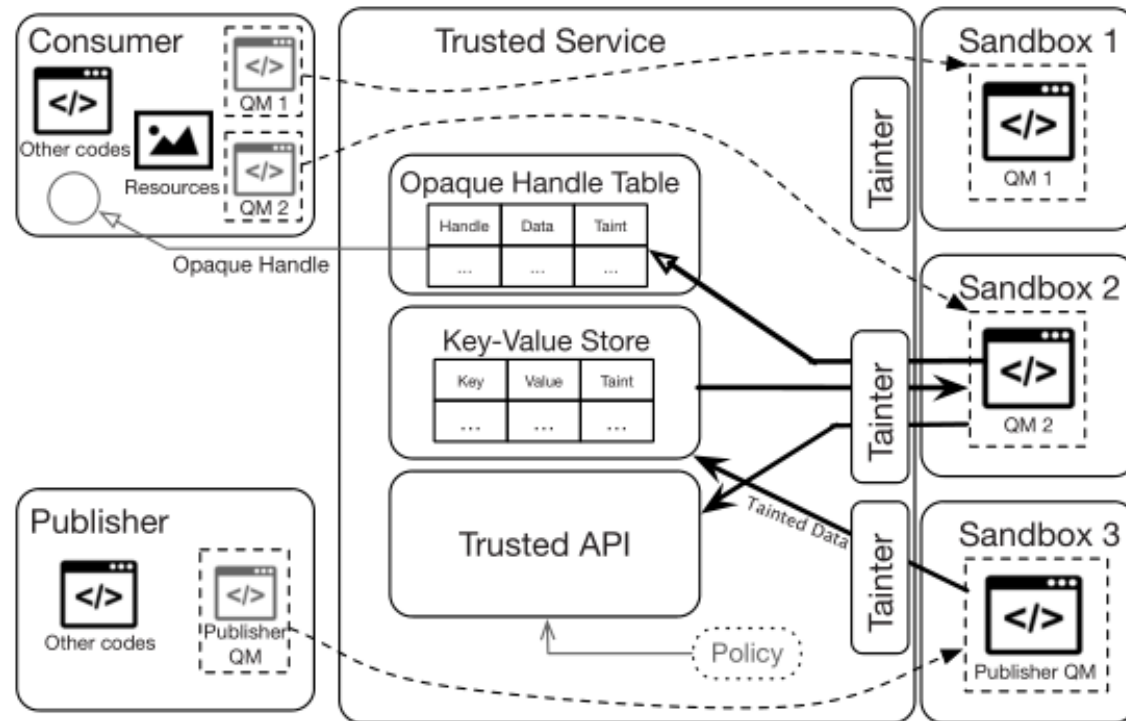 Consumer
</>
Other codes
Resources
</>
QM 1
</>
QM 2
Opaque Handle
Publisher
</>
Other codes
</>
Publisher
QM
Trusted Service
Opaque Handle Table
Handle Data Taint
... ... ...
Key-Value Store
Key Value Taint
... ... ...
Trusted API
Policy
Tainted Data
Tainter
Tainter
Tainter
Sandbox 1
</>
QM 1
Sandbox 2
</>
QM 2
Sandbox 3
</>
Publisher QM